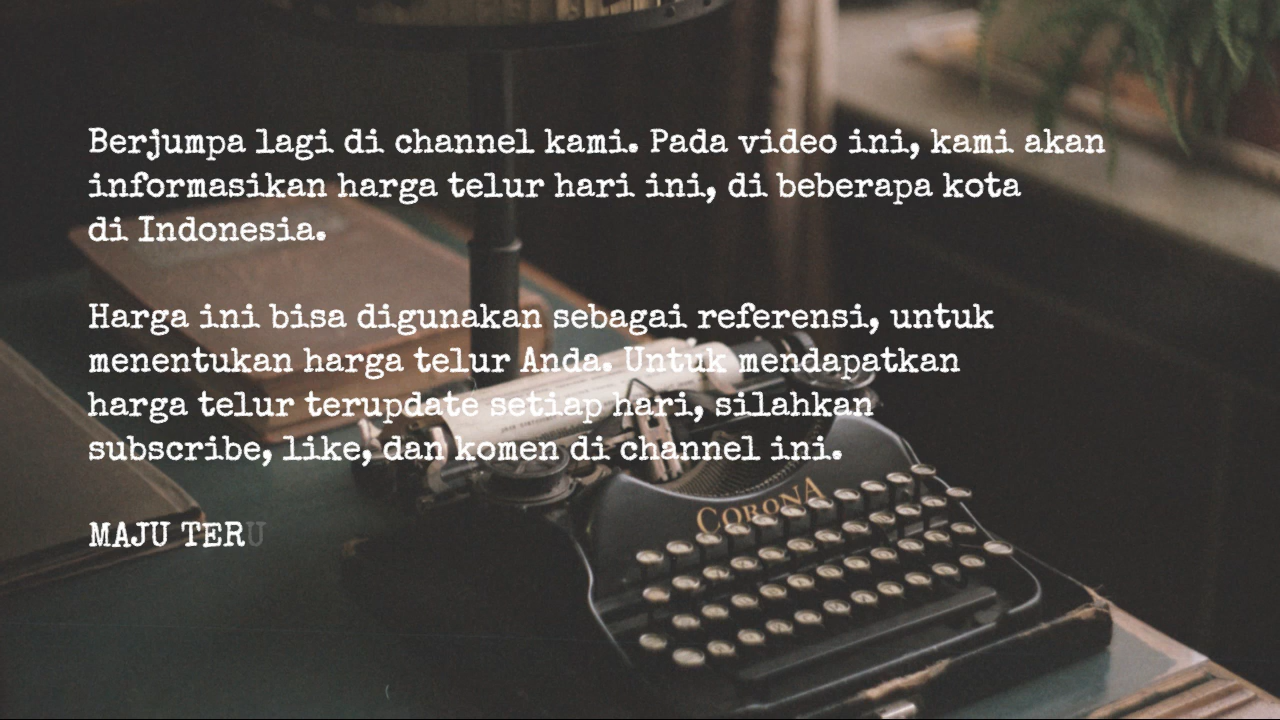 Berjumpa lagi di channel kami. Pada video ini, kami akan
informasikan harga telur hari ini, di beberapa kota
di Indonesia.
Harga ini bisa digunakan sebagai referensi, untuk
menentukan harga telur Anda. Untuk mendapatkan
harga telur terupdate setiap hari, silahkan
subscribe, like, dan komen di channel ini.
MAJU TERU
CORONA